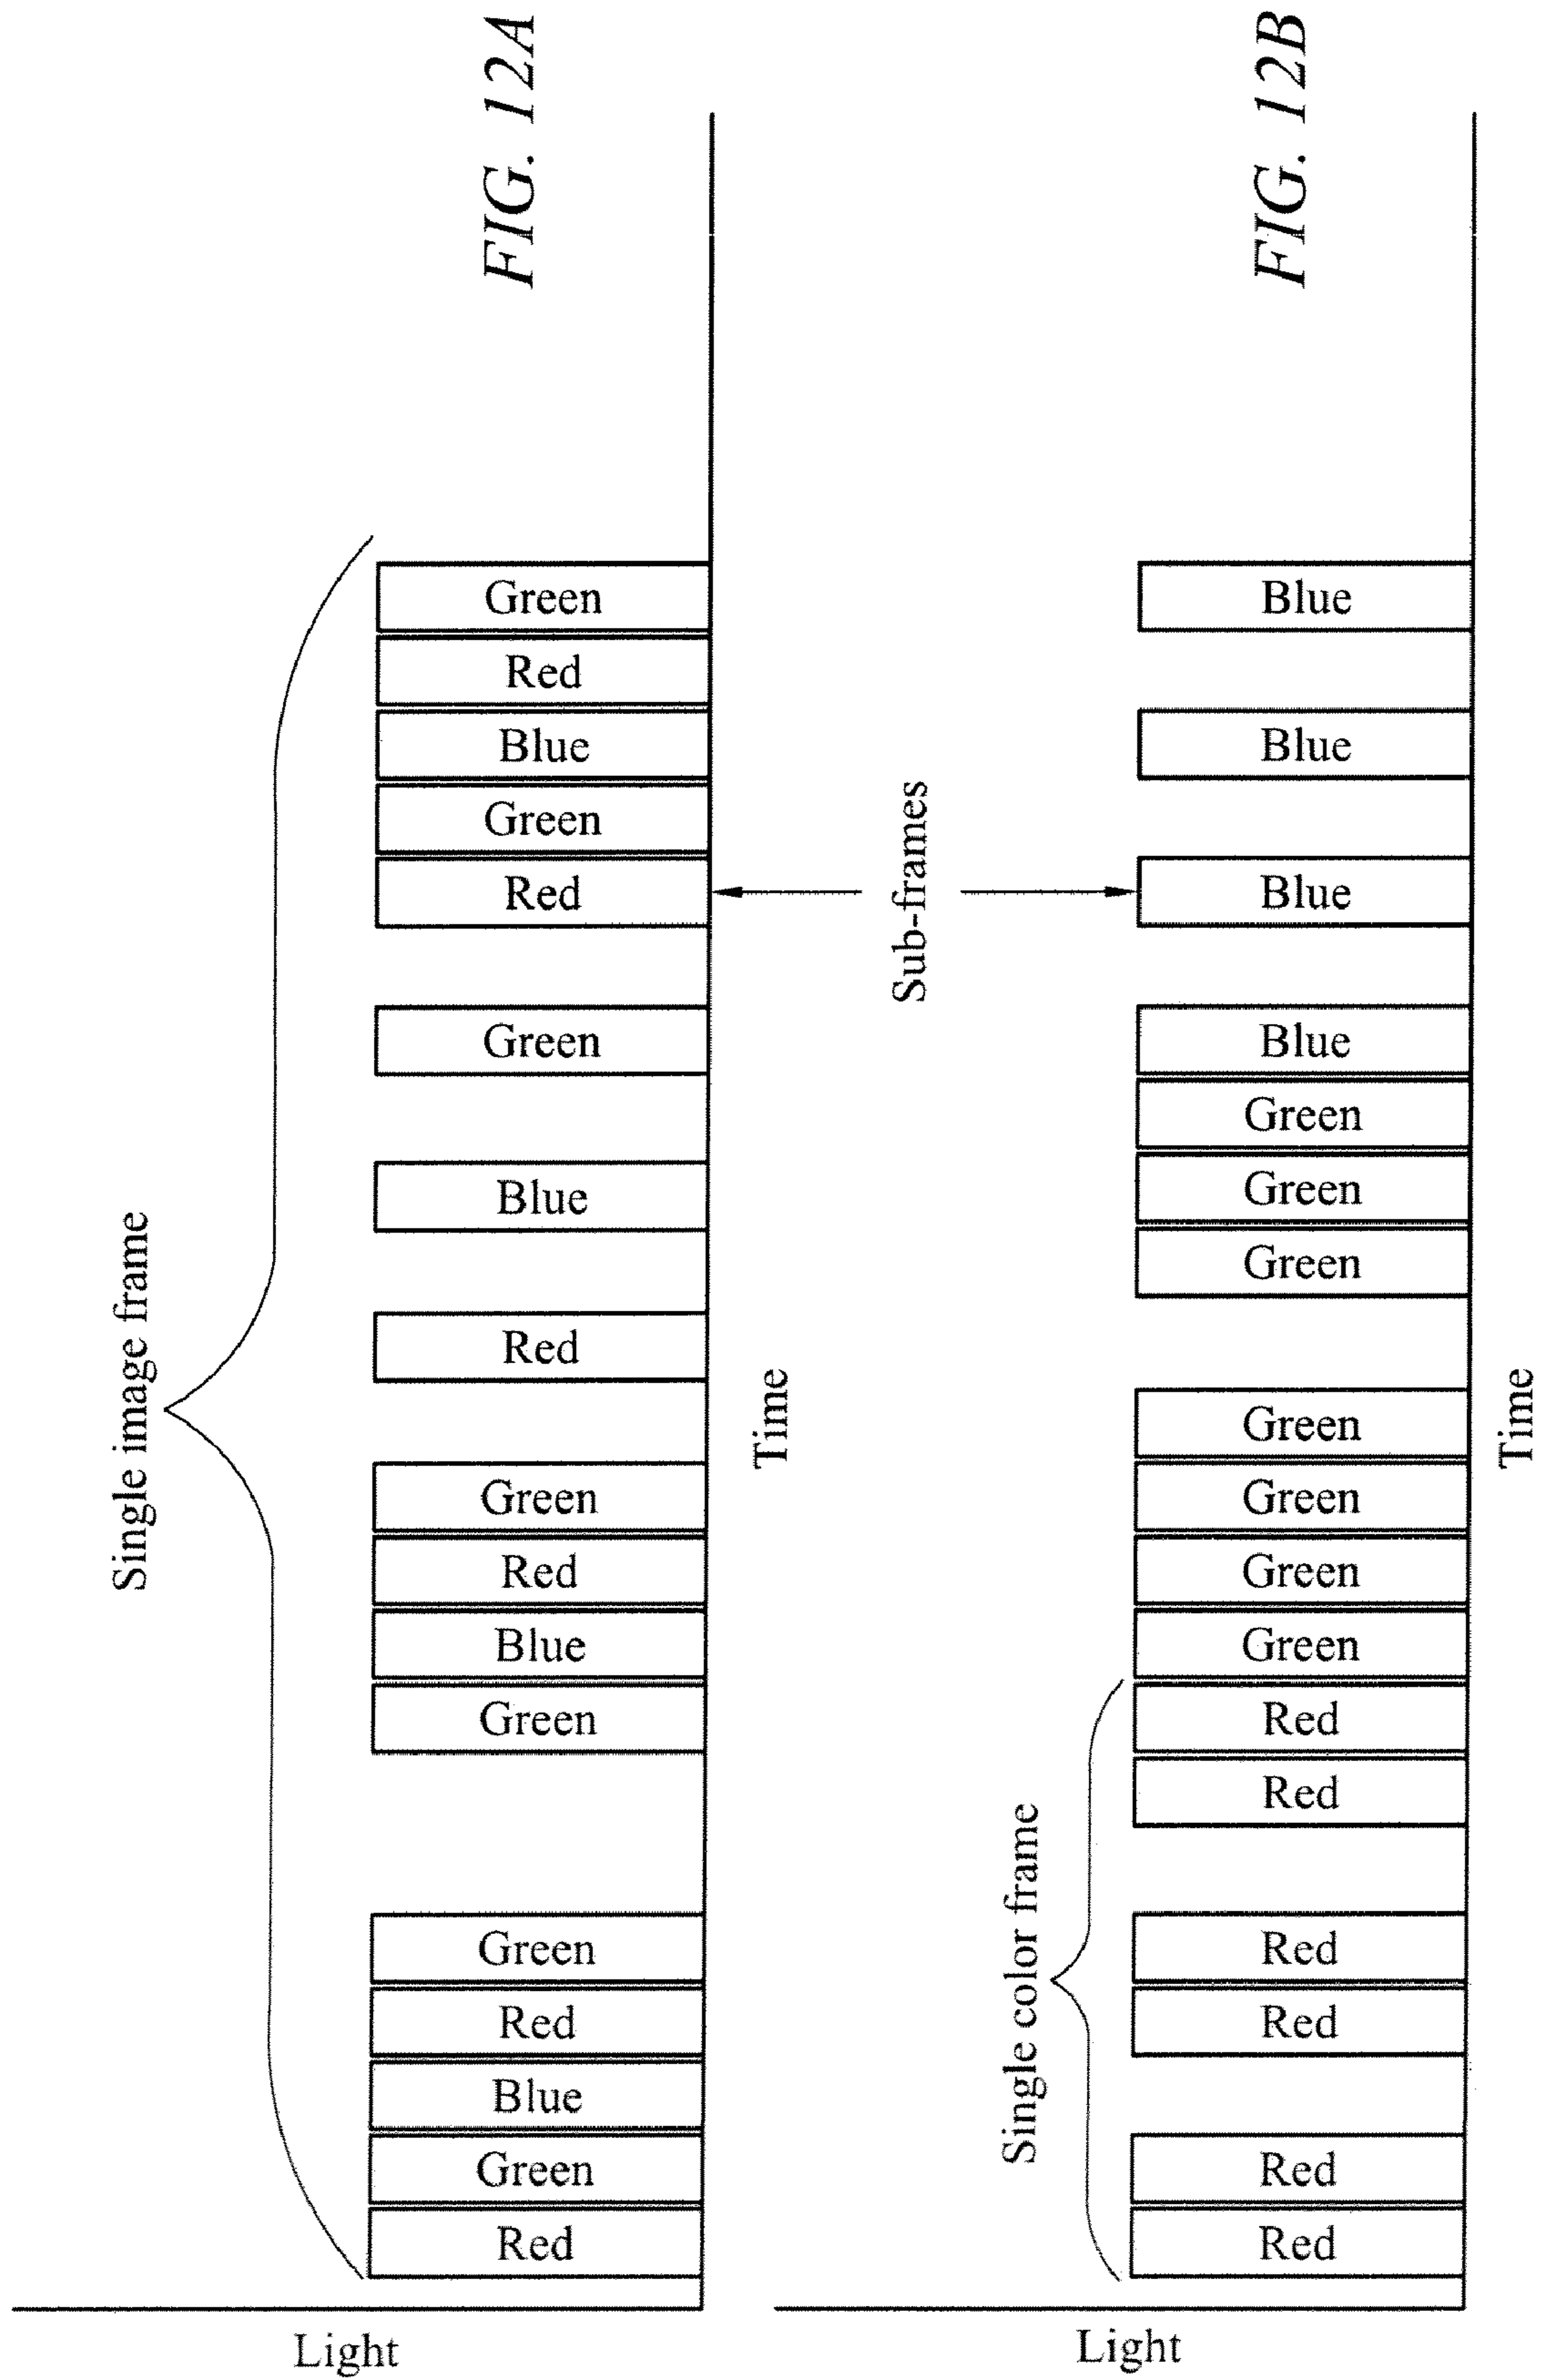 FIG. 12A
Single image frame
Light
Red
Green
Blue
Red
Green
Green
Blue
Red
Green
Red
Blue
Green
Red
Green
Blue
Red
Green
Time
Sub-frames
FIG. 12B
Single color frame
Light
Red
Red
Red
Red
Red
Red
Green
Green
Green
Green
Green
Green
Green
Blue
Blue
Blue
Blue
Time